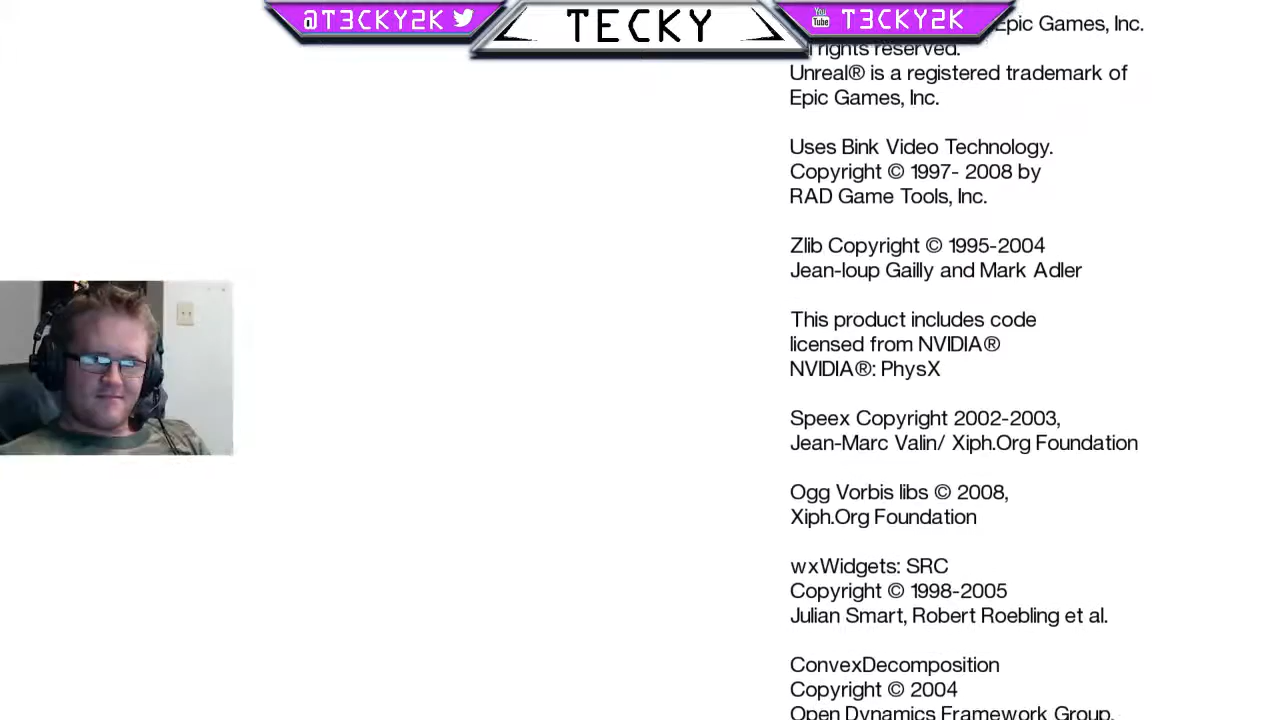 @T3CKY2K
TECKY
You Tube T3CKY2K
Epic Games, Inc.
rights reserved.
Unreal® is a registered trademark of
Epic Games, Inc.
Uses Bink Video Technology.
Copyright © 1997- 2008 by
RAD Game Tools, Inc.
Zlib Copyright © 1995-2004
Jean-loup Gailly and Mark Adler
This product includes code
licensed from NVIDIA®
NVIDIA®: PhysX
Speex Copyright 2002-2003,
Jean-Marc Valin/ Xiph.Org Foundation
Ogg Vorbis libs © 2008,
Xiph.Org Foundation
wxWidgets: SRC
Copyright © 1998-2005
Julian Smart, Robert Roebling et al.
ConvexDecomposition
Copyright © 2004
Open Dynamics Framework Group,